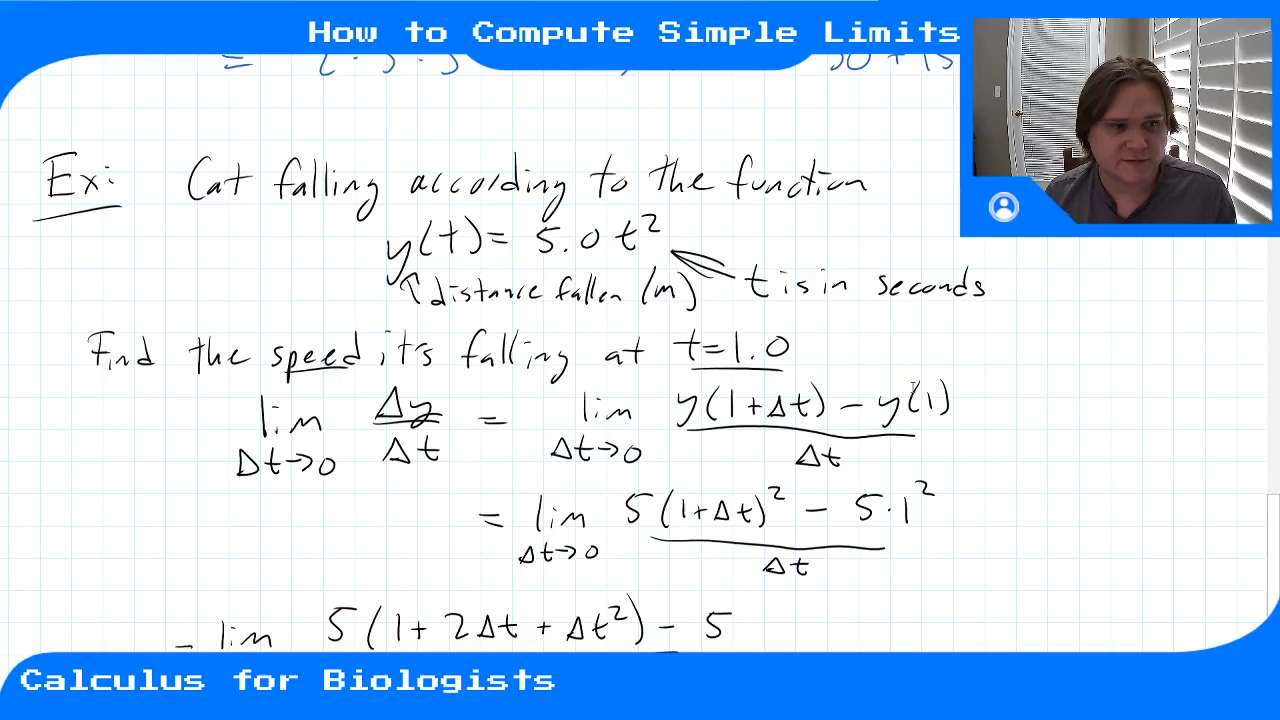 How to Compute Simple Limits
Ex: Cat falling according to the function
y(t) = 5.0 t²
↑ distance fallen (m)
t is in seconds
Find the speed it's falling at t=1.0
lim Δt→0 Δy/Δt = lim Δt→0 (y(1+Δt) − y(1))/Δt
= lim Δt→0 (5(1+Δt)² − 5·1²)/Δt
= lim 5(1+2Δt+Δt²) − 5
Calculus for Biologists